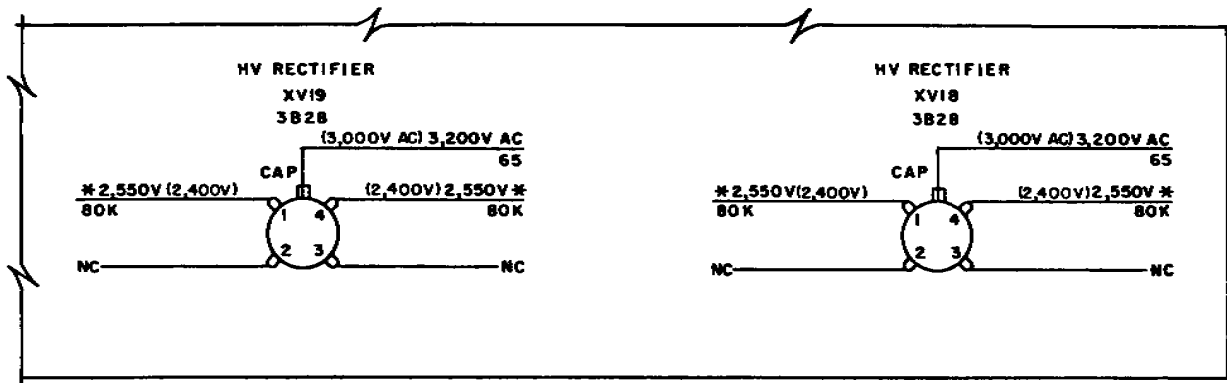 HV RECTIFIER
XV19
3B28
(3,000V AC) 3,200V AC
65
CAP
*2,550V (2,400V)
80K
(2,400V) 2,550V *
80K
1 4
2 3
NC
NC
HV RECTIFIER
XV18
3B28
(3,000V AC) 3,200V AC
65
CAP
*2,550V (2,400V)
80K
(2,400V) 2,550V *
80K
1 4
2 3
NC
NC